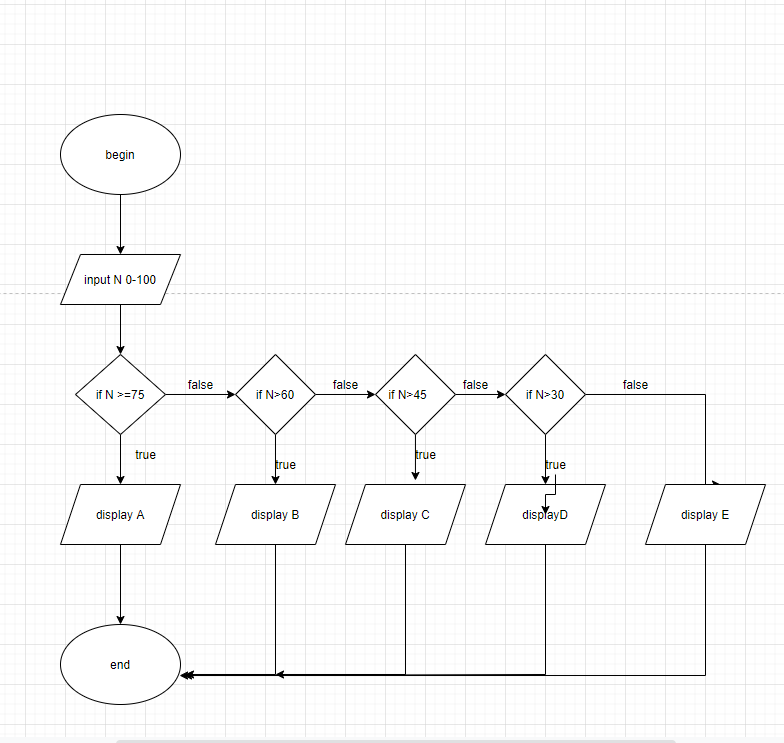 begin
input N 0-100
if N >=75
false
if N>60
false
if N>45
false
if N>30
false
true
true
true
true
display A
display B
display C
displayD
display E
end